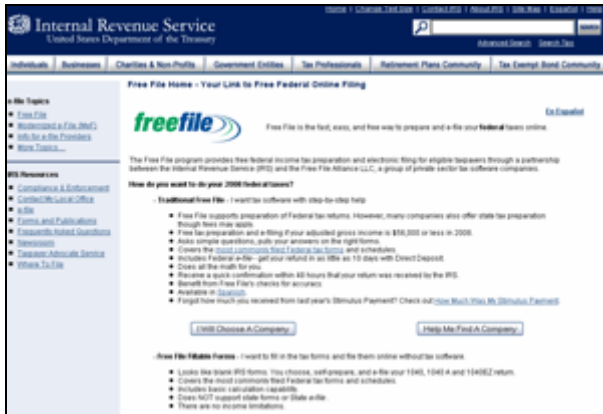 Home | Change Text Size | Contact IRS | About IRS | Site Map | Español | Help
Internal Revenue Service
United States Department of the Treasury
Advanced Search Search Tips
Individuals Businesses Charities & Non-Profits Government Entities Tax Professionals Retirement Plans Community Tax Exempt Bond Community
Free File Home - Your Link to Free Federal Online Filing
e-file Topics
Free File
Modernized e-File (MeF)
Info for e-file Providers
More Topics...
IRS Resources
Compliance & Enforcement
Contact My Local Office
e-file
Forms and Publications
Frequently Asked Questions
Newsroom
Taxpayer Advocate Service
Where To File
En Español
freefile
Free File is the fast, easy, and free way to prepare and e-file your federal taxes online.
The Free File program provides free federal income tax preparation and electronic filing for eligible taxpayers through a partnership
between the Internal Revenue Service (IRS) and the Free File Alliance LLC, a group of private sector tax software companies.
How do you want to do your 2008 federal taxes?
- Traditional Free File - I want tax software with step-by-step help
Free File supports preparation of Federal tax returns. However, many companies also offer state tax preparation
though fees may apply.
Free tax preparation and e-filing if your adjusted gross income is $56,000 or less in 2008.
Asks simple questions, puts your answers on the right forms.
Covers the most commonly filed Federal tax forms and schedules.
Includes Federal e-file - get your refund in as little as 10 days with Direct Deposit.
Does all the math for you.
Receive a quick confirmation within 48 hours that your return was received by the IRS.
Benefit from Free File's checks for accuracy.
Available in Spanish.
Forgot how much you received from last year's Stimulus Payment? Check out How Much Was My Stimulus Payment.
I Will Choose A Company
Help Me Find A Company
- Free File Fillable Forms - I want to fill in the tax forms and file them online without tax software.
Looks like blank IRS forms. You choose, self-prepare, and e-file your 1040, 1040 A and 1040EZ return.
Covers the most commonly filed Federal tax forms and schedules.
Includes basic calculation capability.
Does NOT support state forms or State e-file.
There are no income limitations.